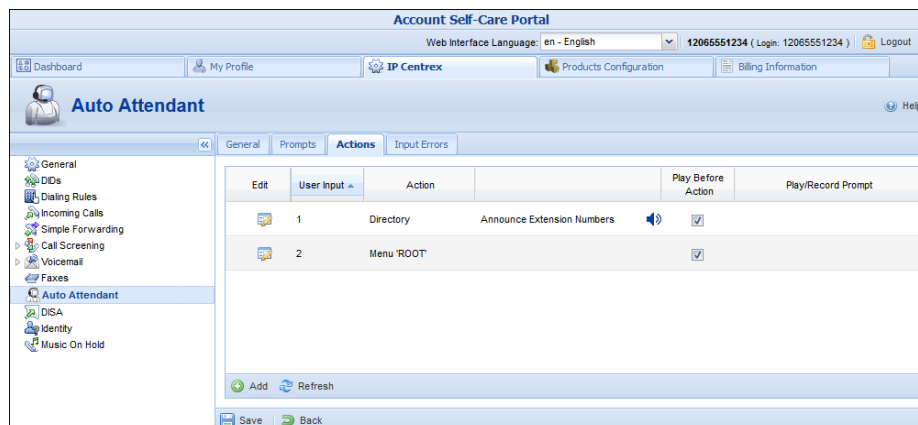 Account Self-Care Portal
Web Interface Language: en - English 12065551234 ( Login: 12065551234 ) Logout
Dashboard My Profile IP Centrex Products Configuration Billing Information
Auto Attendant Help
General Prompts Actions Input Errors
General
DIDs
Dialing Rules
Incoming Calls
Simple Forwarding
Call Screening
Voicemail
Faxes
Auto Attendant
DISA
Identity
Music On Hold
Edit User Input Action Play Before Action Play/Record Prompt
1 Directory Announce Extension Numbers
2 Menu 'ROOT'
Add Refresh
Save Back